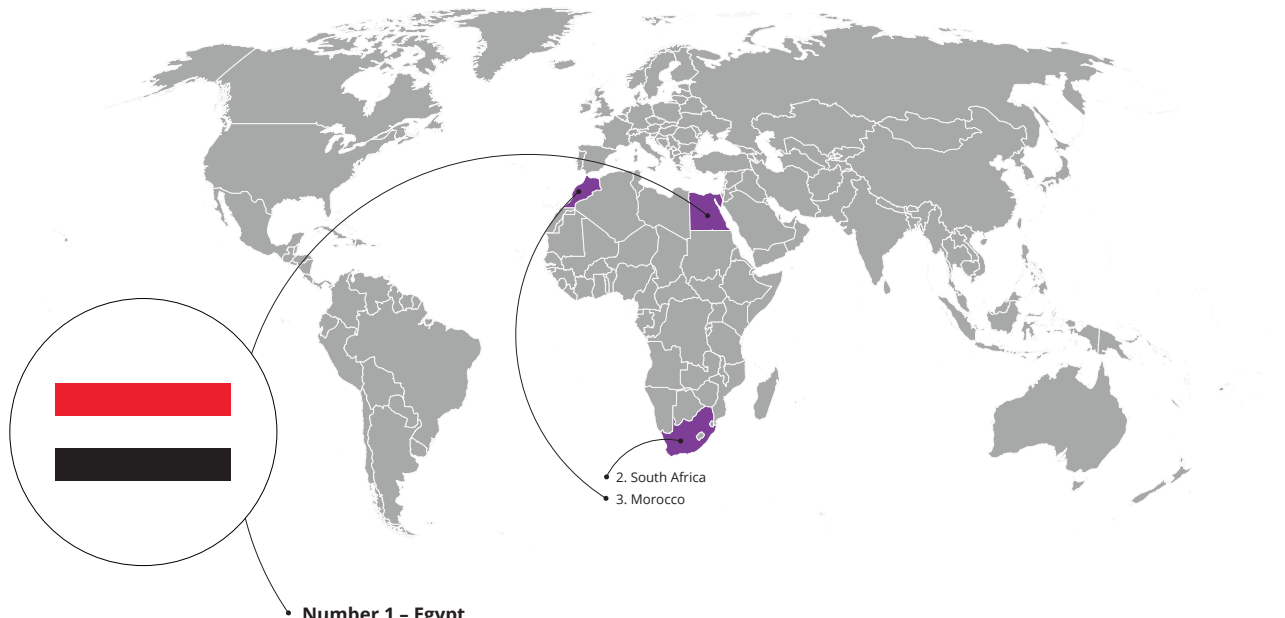 2. South Africa
3. Morocco
Number 1 – Egypt